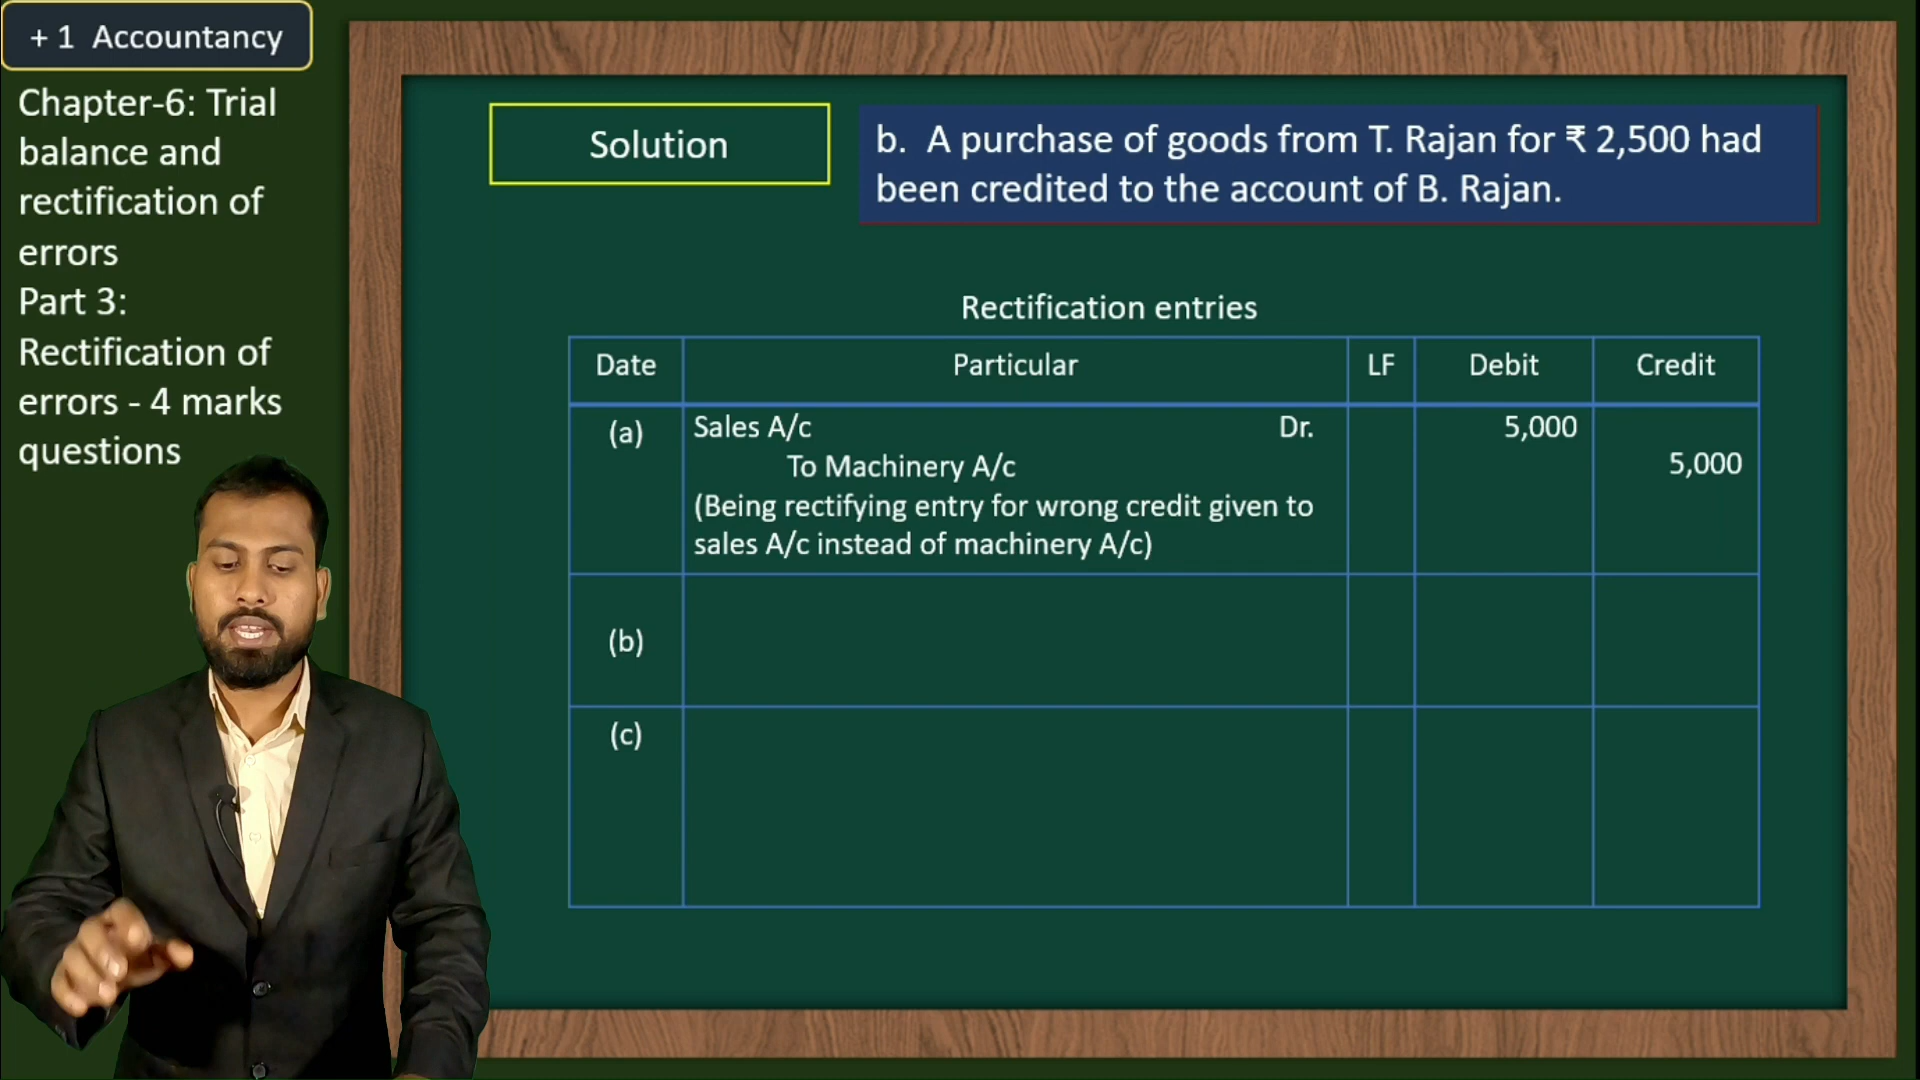 + 1 Accountancy
Chapter-6: Trial
balance and
rectification of
errors
Part 3:
Rectification of
errors - 4 marks
questions
Solution
b. A purchase of goods from T. Rajan for ₹ 2,500 had
been credited to the account of B. Rajan.
Rectification entries
Date Particular LF Debit Credit
(a) Sales A/c Dr. 5,000
To Machinery A/c 5,000
(Being rectifying entry for wrong credit given to
sales A/c instead of machinery A/c)
(b)
(c)